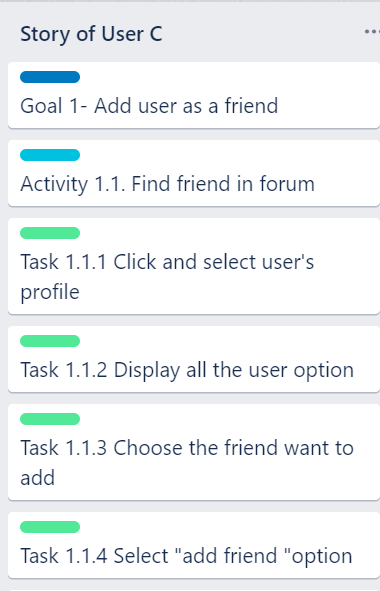 Story of User C
Goal 1- Add user as a friend
Activity 1.1. Find friend in forum
Task 1.1.1 Click and select user's
profile
Task 1.1.2 Display all the user option
Task 1.1.3 Choose the friend want to
add
Task 1.1.4 Select "add friend "option